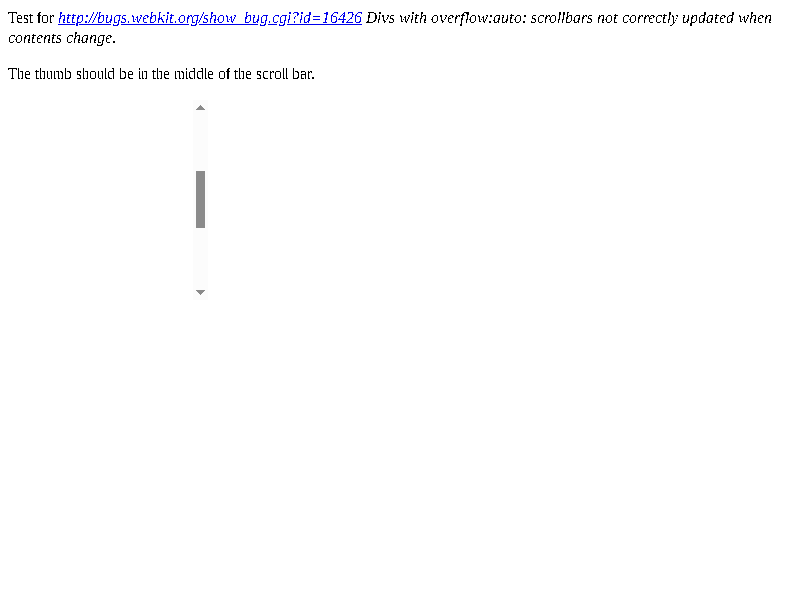 Test for http://bugs.webkit.org/show_bug.cgi?id=16426 Divs with overflow:auto: scrollbars not correctly updated when
contents change.
The thumb should be in the middle of the scroll bar.